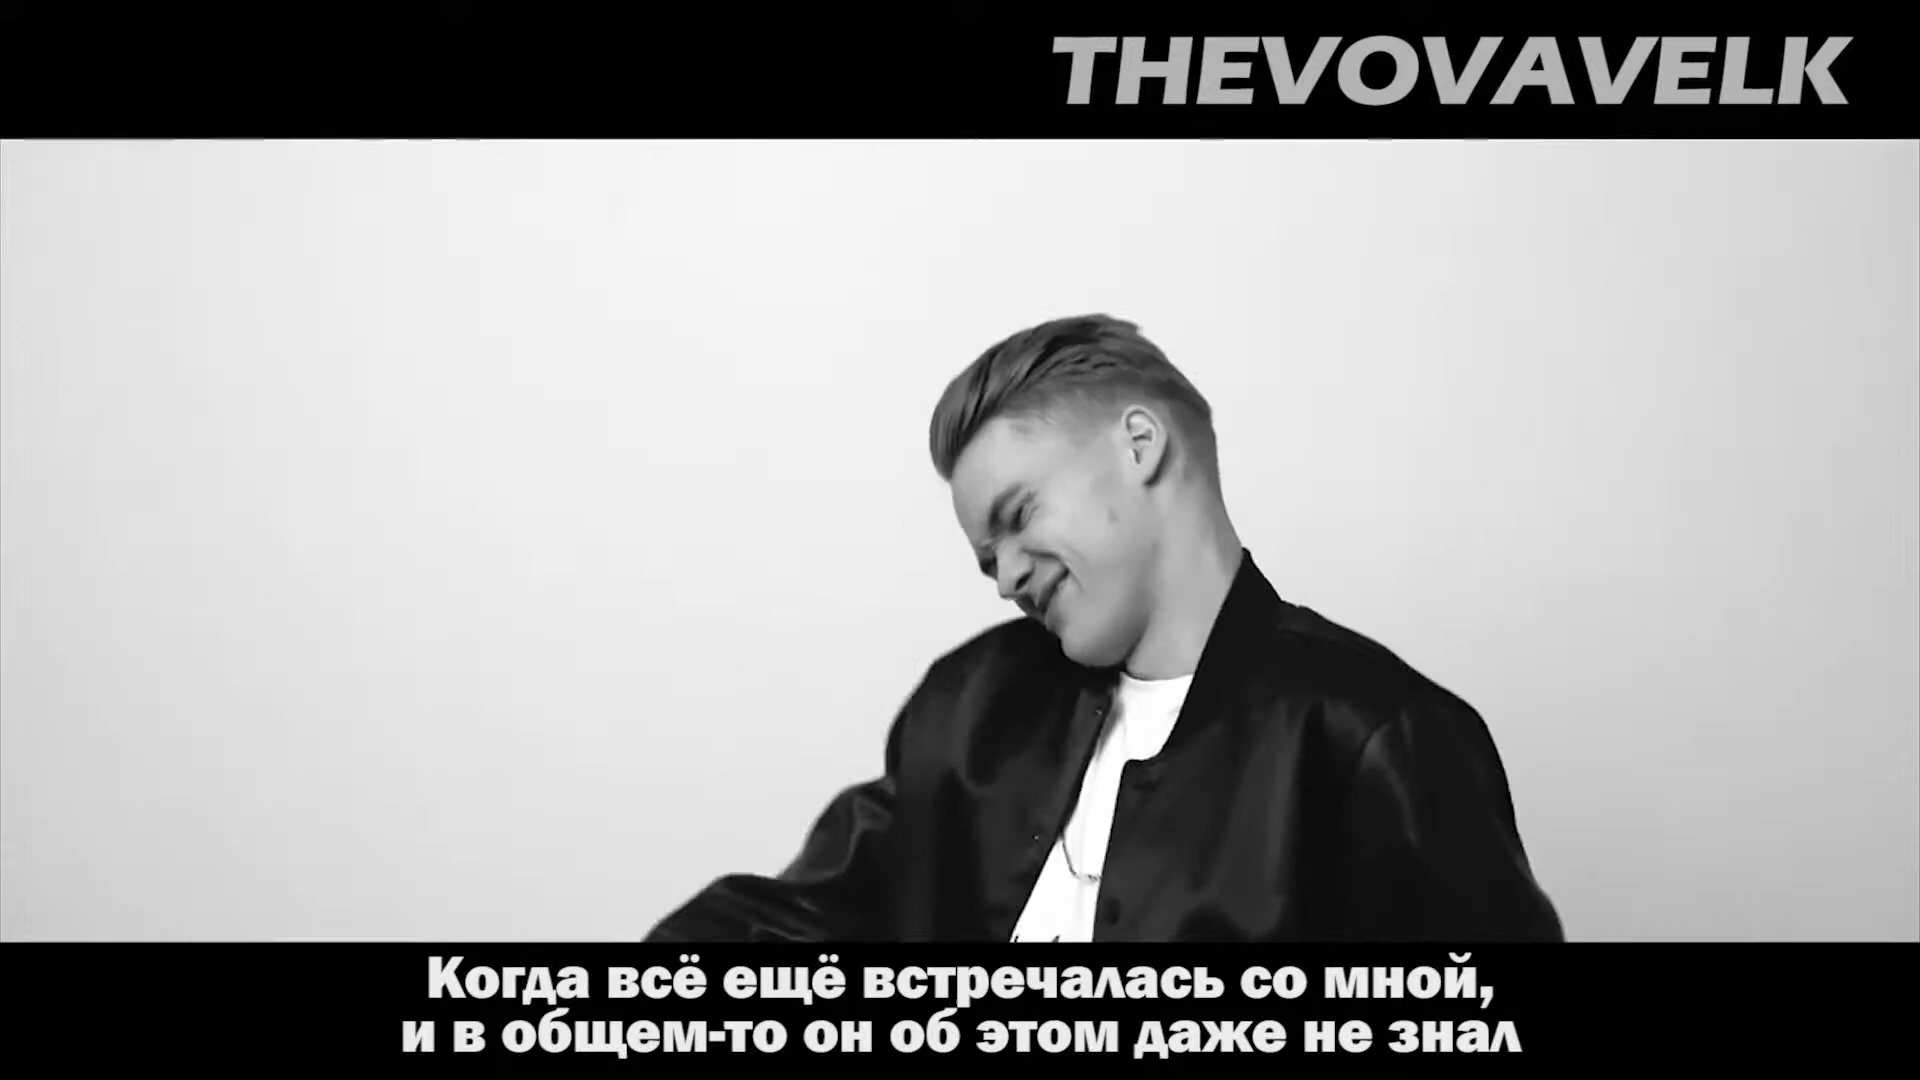 THEVOVAVELK
Когда всё ещё встречалась со мной,
и в общем-то он об этом даже не знал